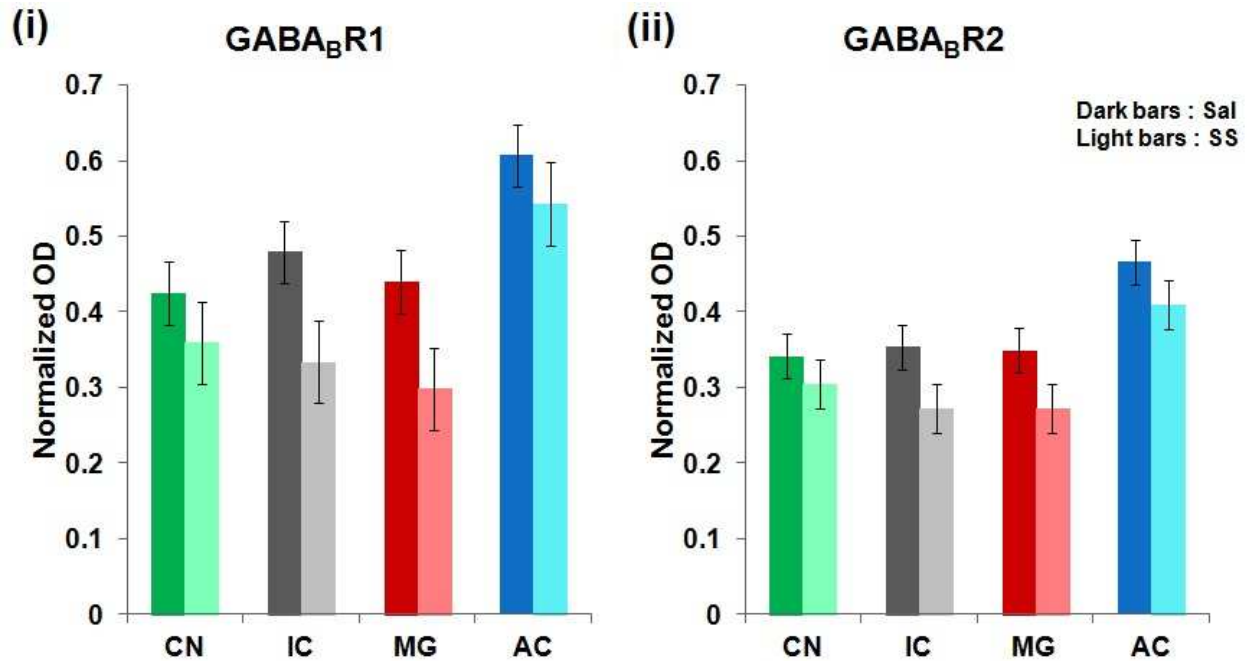 (i)
GABABR1
Normalized OD
0.7
0.6
0.5
0.4
0.3
0.2
0.1
0
CN IC MG AC
(ii)
GABABR2
Dark bars : Sal
Light bars : SS
Normalized OD
0.7
0.6
0.5
0.4
0.3
0.2
0.1
0
CN IC MG AC